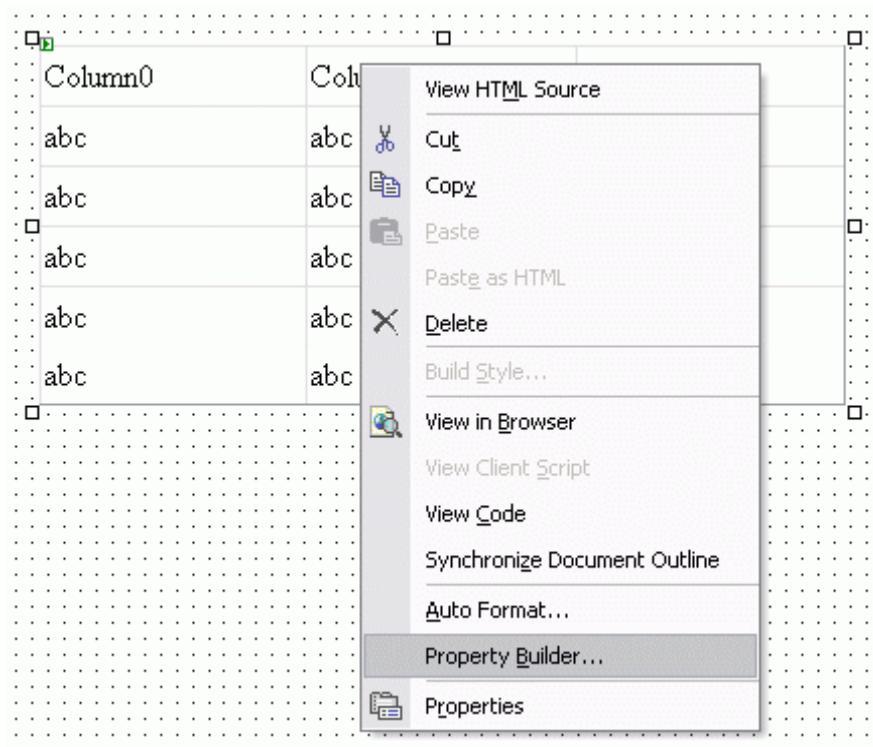 Column0
Colu
abc abc
abc abc
abc abc
abc abc
abc abc
View HTML Source
Cut
Copy
Paste
Paste as HTML
Delete
Build Style...
View in Browser
View Client Script
View Code
Synchronize Document Outline
Auto Format...
Property Builder...
Properties